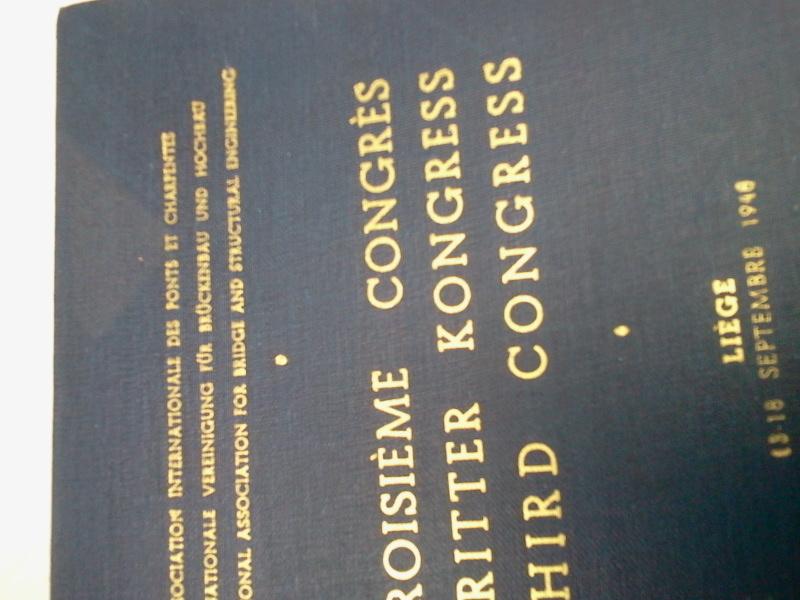 SOCIATION INTERNATIONALE DES PONTS ET CHARPENTES
NATIONALE VEREINIGUNG FÜR BRÜCKENBAU UND HOCHBAU
ONAL ASSOCIATION FOR BRIDGE AND STRUCTURAL ENGINEERING
ROISIÈME CONGRÈS
RITTER KONGRESS
HIRD CONGRESS
LIÈGE
13-18 SEPTEMBRE 1948